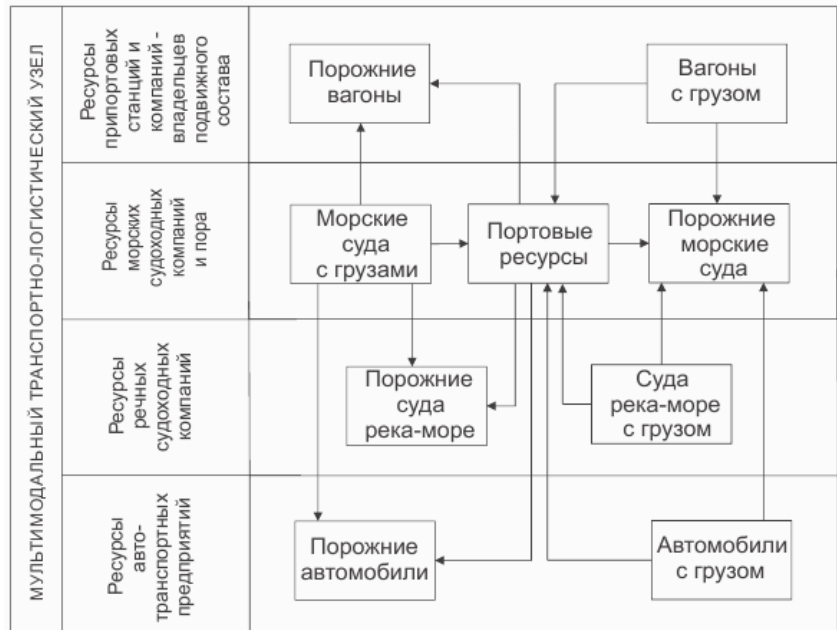 МУЛЬТИМОДАЛЬНЫЙ ТРАНСПОРТНО-ЛОГИСТИЧЕСКИЙ УЗЕЛ
Ресурсы
припортовых
станций и
компаний -
владельцев
подвижного
состава
Порожние
вагоны
Вагоны
с грузом
Ресурсы
морских
судоходных
компаний
и пора
Морские
суда
с грузами
Портовые
ресурсы
Порожние
морские
суда
Ресурсы
речных
судоходных
компаний
Порожние
суда
река-море
Суда
река-море
с грузом
Ресурсы
авто-
транспортных
предприятий
Порожние
автомобили
Автомобили
с грузом